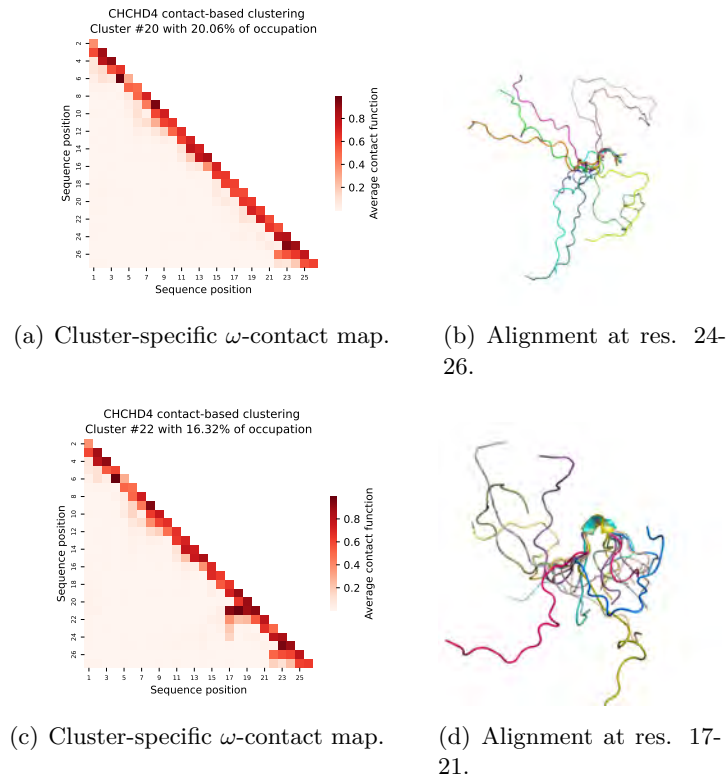 CHCHD4 contact-based clustering
Cluster #20 with 20.06% of occupation
2
4
6
8
10
12
14
16
18
20
22
24
26
Sequence position
1 3 5 7 9 11 13 15 17 19 21 23 25
Sequence position
0.8
0.6
0.4
0.2
Average contact function
(a) Cluster-specific ω-contact map.
(b) Alignment at res. 24-
26.
CHCHD4 contact-based clustering
Cluster #22 with 16.32% of occupation
2
4
6
8
10
12
14
16
18
20
22
24
26
Sequence position
1 3 5 7 9 11 13 15 17 19 21 23 25
Sequence position
0.8
0.6
0.4
0.2
Average contact function
(c) Cluster-specific ω-contact map.
(d) Alignment at res. 17-
21.